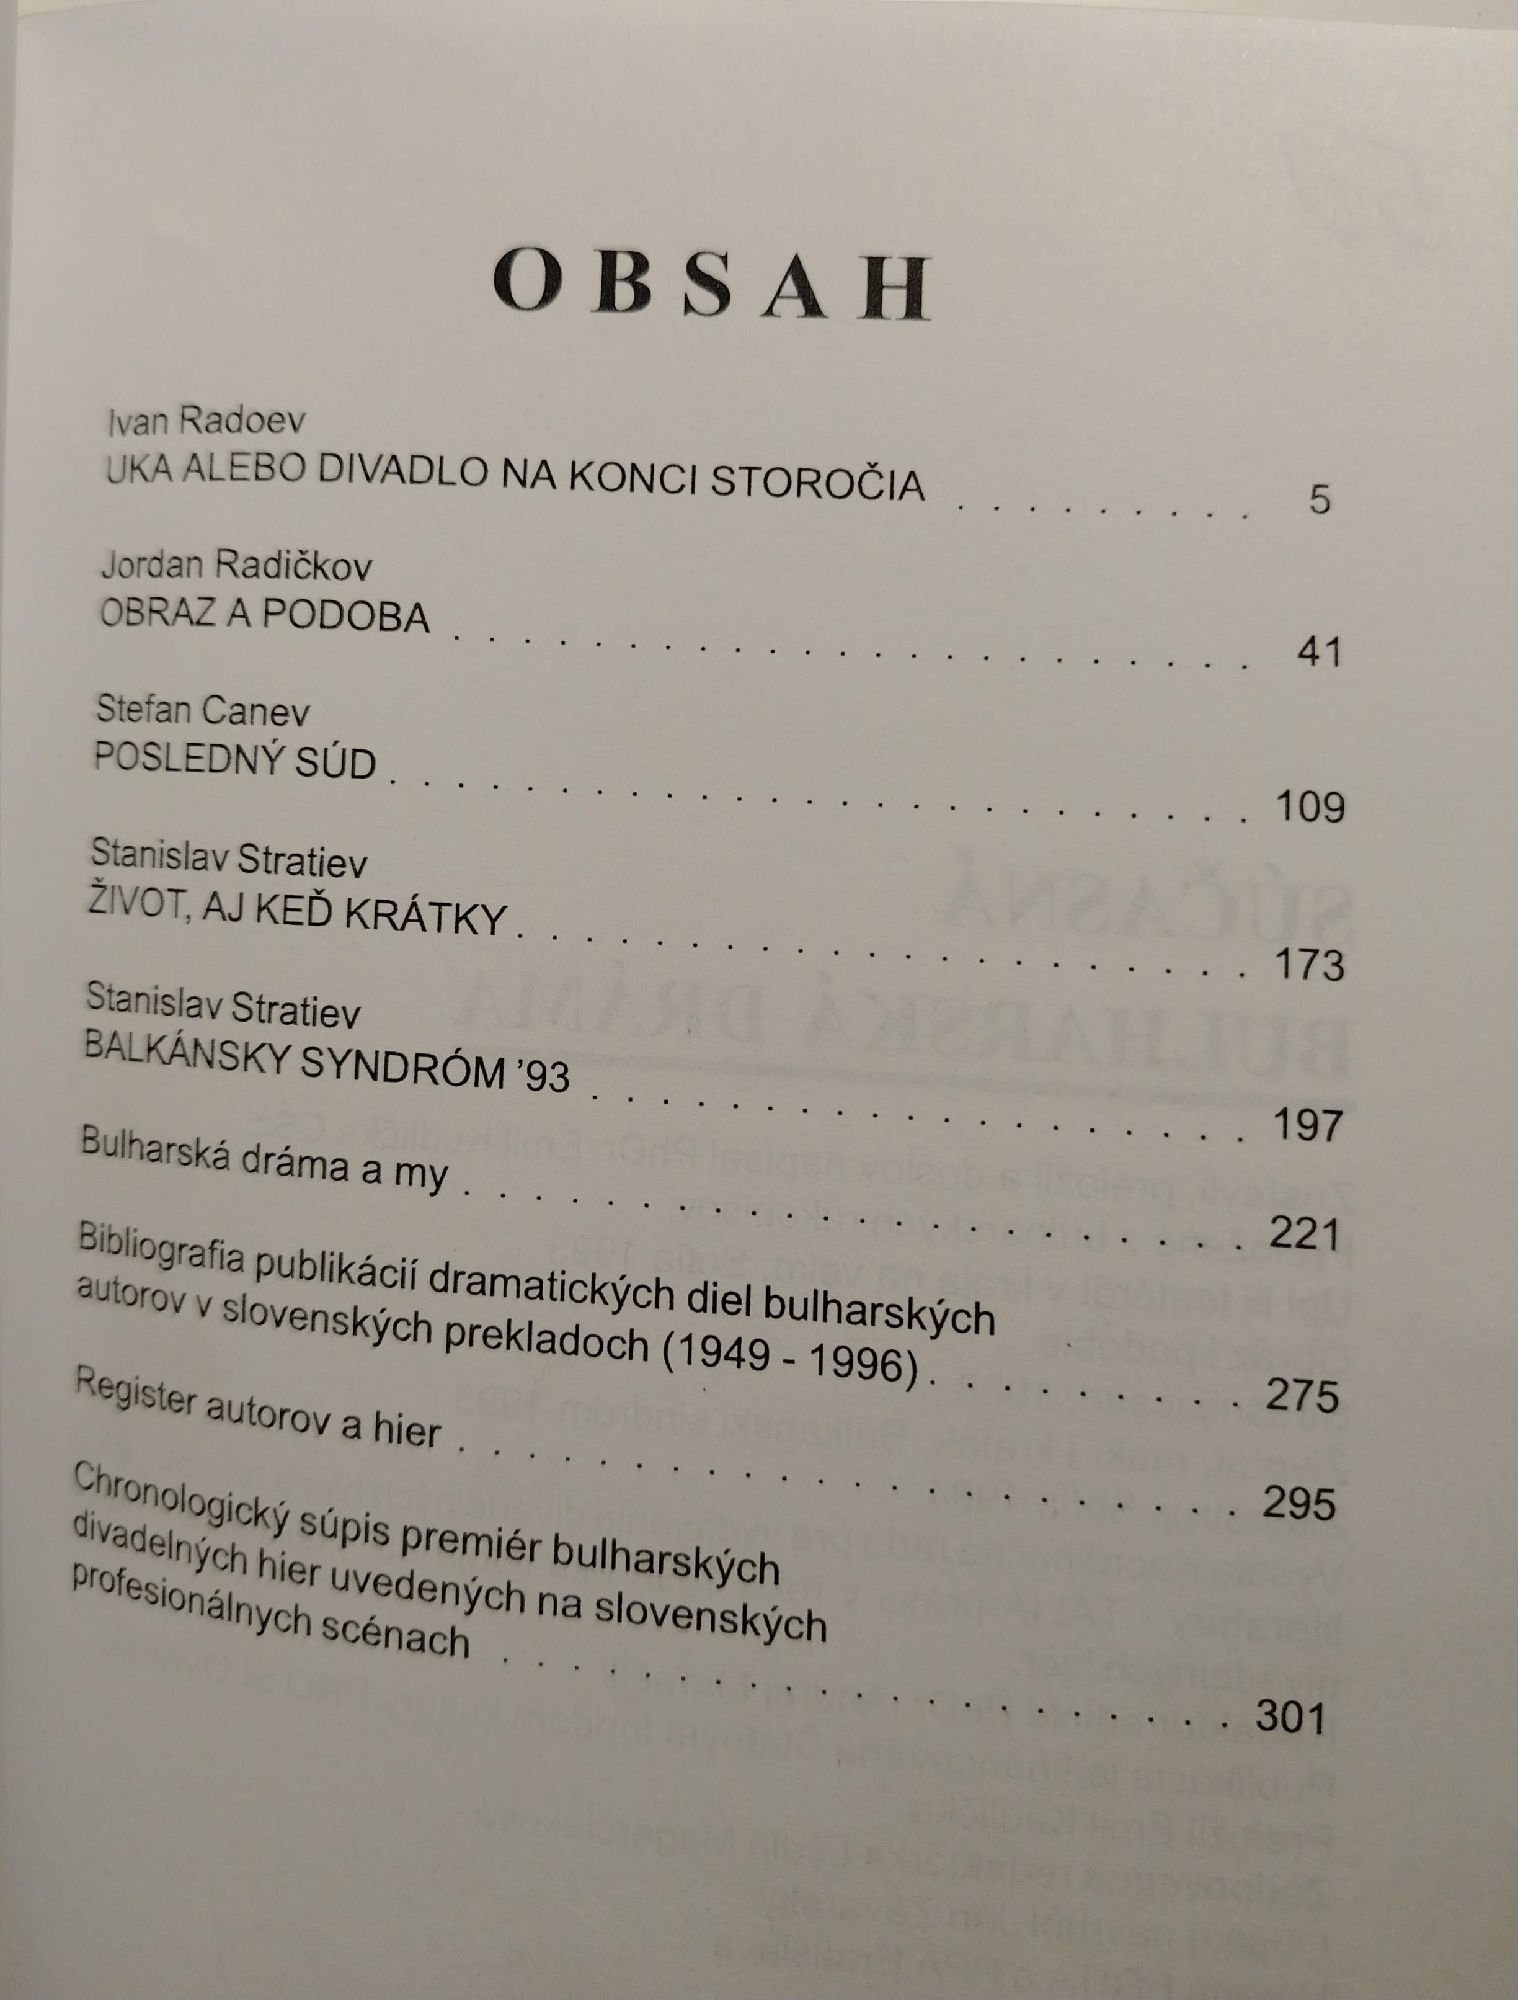 OBSAH
Ivan Radoev
UKA ALEBO DIVADLO NA KONCI STOROČIA . . . . . . . . . 5
Jordan Radičkov
OBRAZ A PODOBA . . . . . . . . . . . . . . . . . . . . . . . 41
Stefan Canev
POSLEDNÝ SÚD . . . . . . . . . . . . . . . . . . . . . . . . . 109
Stanislav Stratiev
ŽIVOT, AJ KEĎ KRÁTKY . . . . . . . . . . . . . . . . . . . . . 173
Stanislav Stratiev
BALKÁNSKY SYNDRÓM '93 . . . . . . . . . . . . . . . . . . . 197
Bulharská dráma a my . . . . . . . . . . . . . . . . . . . . . . 221
Bibliografia publikácií dramatických diel bulharských
autorov v slovenských prekladoch (1949 - 1996) . . . . . . . . . 275
Register autorov a hier . . . . . . . . . . . . . . . . . . . . . . 295
Chronologický súpis premiér bulharských
divadelných hier uvedených na slovenských
profesionálnych scénach . . . . . . . . . . . . . . . . . . . . . 301
SÚČASNÁ
BULHARSKÁ DRÁMA